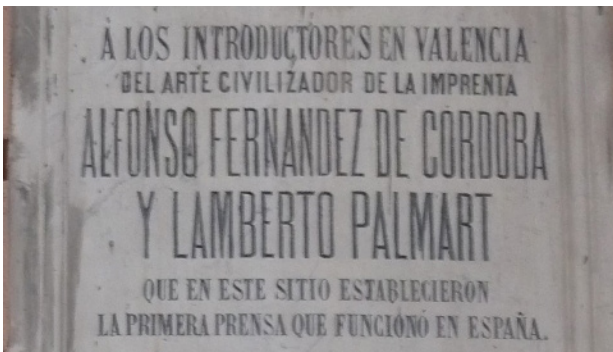 Á LOS INTRODUCTORES EN VALENCIA
DEL ARTE CIVILIZADOR DE LA IMPRENTA
ALFONSO FERNANDEZ DE CORDOBA
Y LAMBERTO PALMART
QUE EN ESTE SITIO ESTABLECIERON
LA PRIMERA PRENSA QUE FUNCIONÓ EN ESPAÑA.